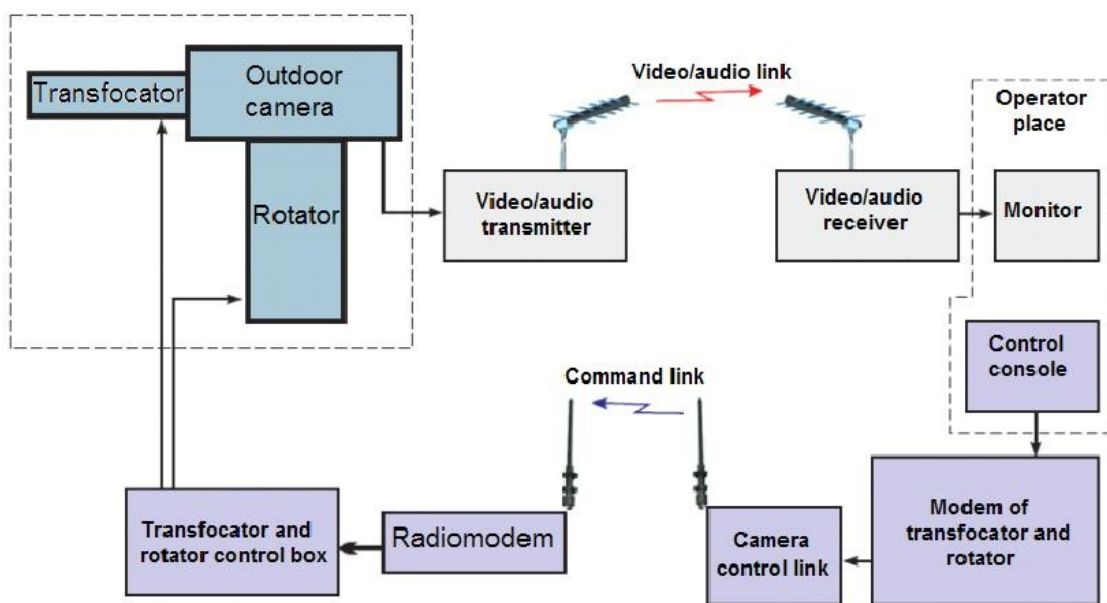 Transfocator
Outdoor
camera
Rotator
Video/audio link
Video/audio
transmitter
Video/audio
receiver
Operator
place
Monitor
Control
console
Command link
Transfocator and
rotator control box
Radiomodem
Camera
control link
Modem of
transfocator and
rotator